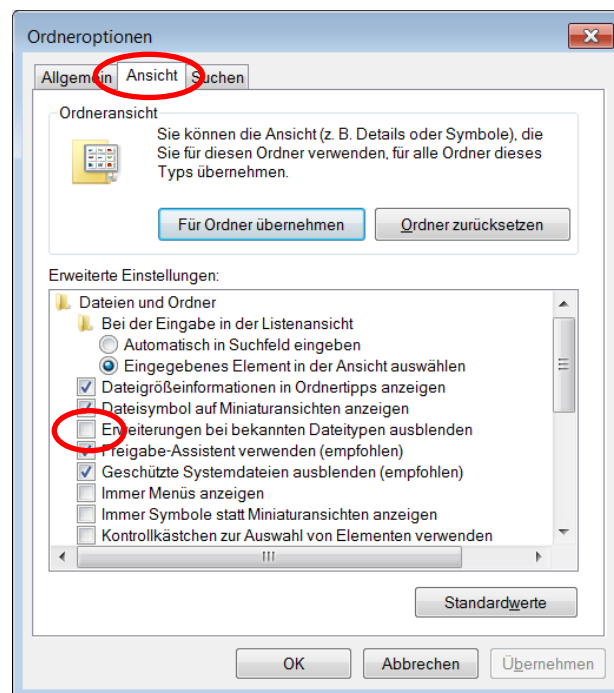 Ordneroptionen
Allgemein Ansicht Suchen
Ordneransicht
Sie können die Ansicht (z. B. Details oder Symbole), die
Sie für diesen Ordner verwenden, für alle Ordner dieses
Typs übernehmen.
Für Ordner übernehmen Ordner zurücksetzen
Erweiterte Einstellungen:
Dateien und Ordner
Bei der Eingabe in der Listenansicht
Automatisch in Suchfeld eingeben
Eingegebenes Element in der Ansicht auswählen
Dateigrößeinformationen in Ordnertipps anzeigen
Dateisymbol auf Miniaturansichten anzeigen
Erweiterungen bei bekannten Dateitypen ausblenden
Freigabe-Assistent verwenden (empfohlen)
Geschützte Systemdateien ausblenden (empfohlen)
Immer Menüs anzeigen
Immer Symbole statt Miniaturansichten anzeigen
Kontrollkästchen zur Auswahl von Elementen verwenden
Standardwerte
OK Abbrechen Übernehmen